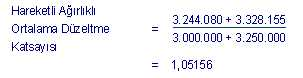 Hareketli Ağırlıklı
Ortalama Düzeltme
Katsayısı
= 3.244.080 + 3.328.155
3.000.000 + 3.250.000
= 1,05156